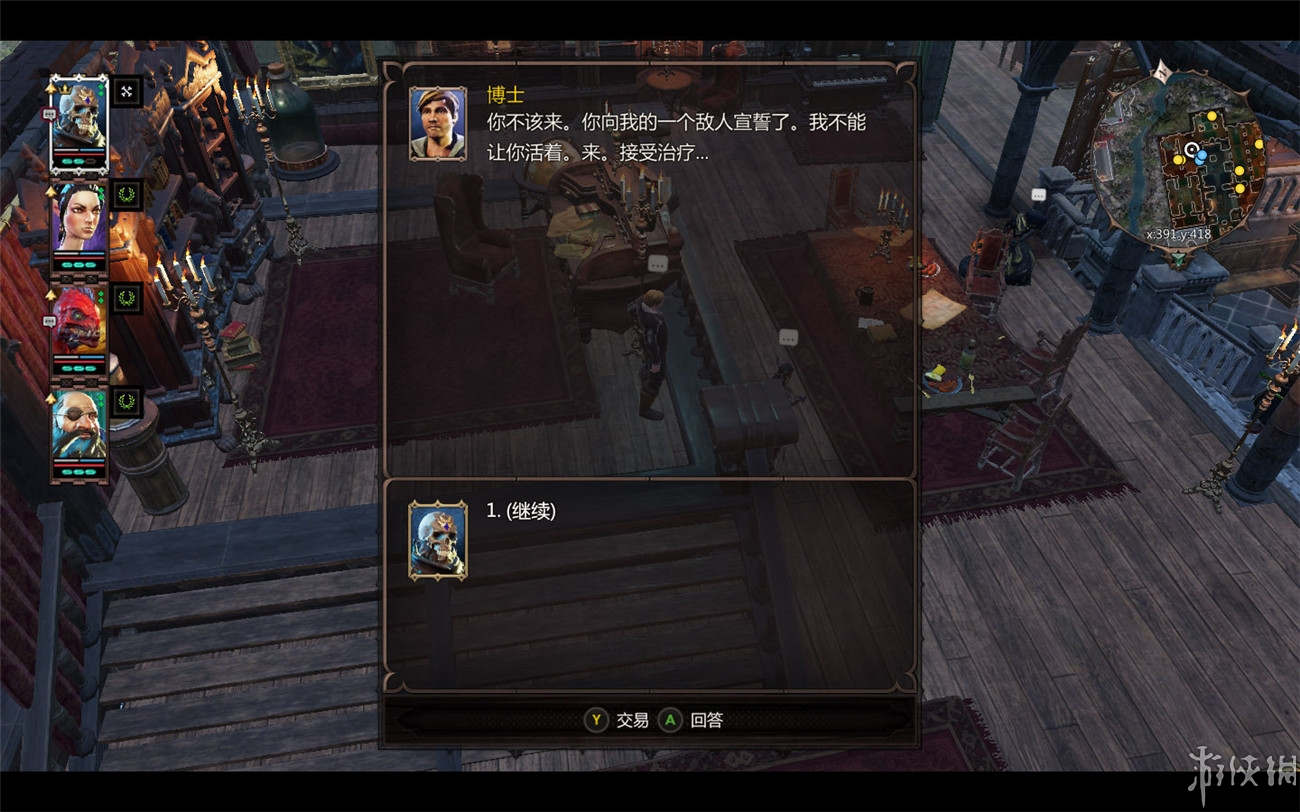 博士
你不该来。你向我的一个敌人宣誓了。我不能
让你活着。来。接受治疗...
N
x:391,y:418
1. (继续)
Y 交易 A 回答
游侠网